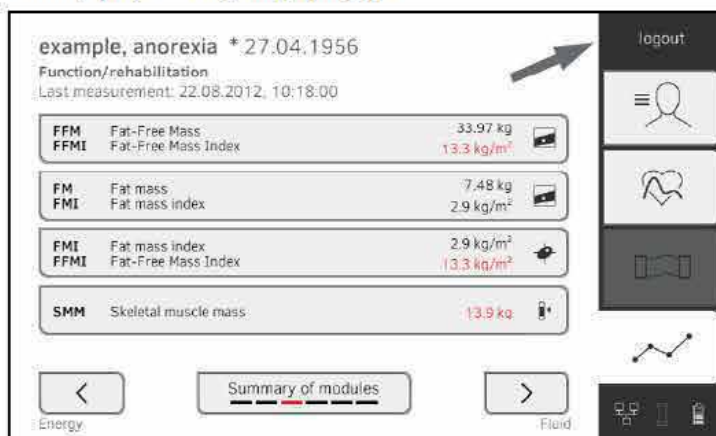 example, anorexia * 27.04.1956
logout
Function/rehabilitation
Last measurement: 22.08.2012, 10:18:00
FFM Fat-Free Mass 33.97 kg
FFMI Fat-Free Mass Index 13.3 kg/m²
FM Fat mass 7.48 kg
FMI Fat mass index 2.9 kg/m²
FMI Fat mass index 2.9 kg/m²
FFMI Fat-Free Mass Index 13.3 kg/m²
SMM Skeletal muscle mass 13.9 kg
Summary of modules
Energy
Fluid